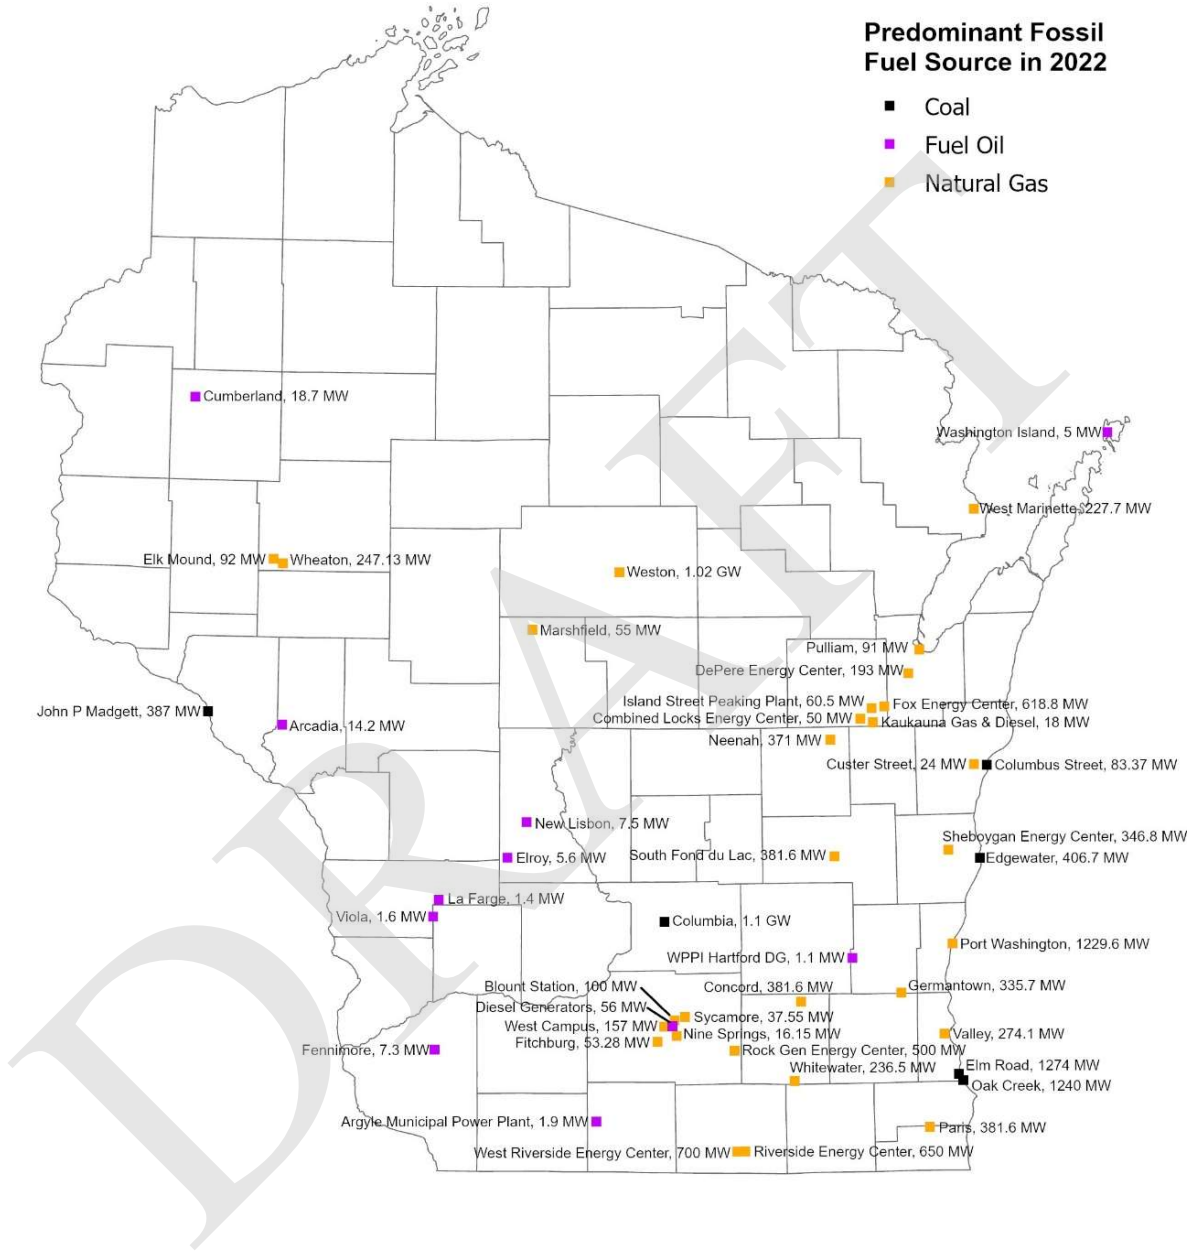 Predominant Fossil
Fuel Source in 2022
Coal
Fuel Oil
Natural Gas
DRAFT
Cumberland, 18.7 MW
Washington Island, 5 MW
West Marinette, 227.7 MW
Elk Mound, 92 MW
Wheaton, 247.13 MW
Weston, 1.02 GW
Marshfield, 55 MW
Pulliam, 91 MW
DePere Energy Center, 193 MW
Island Street Peaking Plant, 60.5 MW
Fox Energy Center, 618.8 MW
John P Madgett, 387 MW
Combined Locks Energy Center, 50 MW
Kaukauna Gas & Diesel, 18 MW
Arcadia, 14.2 MW
Neenah, 371 MW
Custer Street, 24 MW
Columbus Street, 83.37 MW
New Lisbon, 7.5 MW
Sheboygan Energy Center, 346.8 MW
Elroy, 5.6 MW
South Fond du Lac, 381.6 MW
Edgewater, 406.7 MW
La Farge, 1.4 MW
Viola, 1.6 MW
Columbia, 1.1 GW
Port Washington, 1229.6 MW
WPPI Hartford DG, 1.1 MW
Blount Station, 100 MW
Concord, 381.6 MW
Germantown, 335.7 MW
Diesel Generators, 56 MW
Sycamore, 37.55 MW
West Campus, 157 MW
Nine Springs, 16.15 MW
Valley, 274.1 MW
Fitchburg, 53.28 MW
Fennimore, 7.3 MW
Rock Gen Energy Center, 500 MW
Whitewater, 236.5 MW
Elm Road, 1274 MW
Oak Creek, 1240 MW
Argyle Municipal Power Plant, 1.9 MW
Paris, 381.6 MW
West Riverside Energy Center, 700 MW
Riverside Energy Center, 650 MW